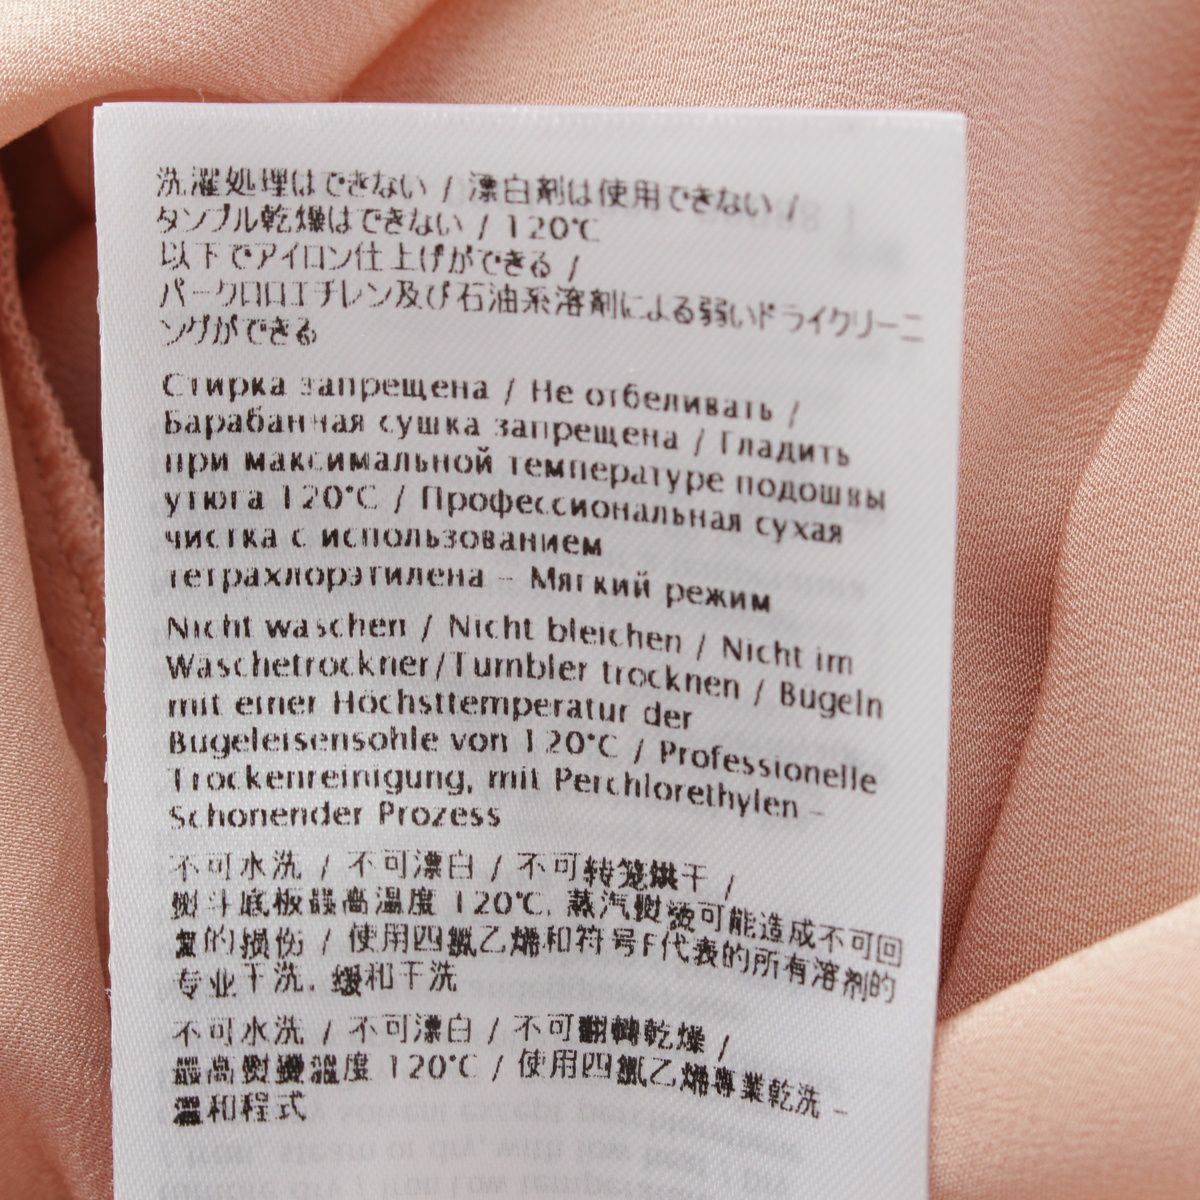 洗濯処理はできない / 漂白剤は使用できない /
タンブル乾燥はできない / 120℃
以下でアイロン仕上げができる /
パークロロエチレン及び石油系溶剤による弱いドライクリーニ
ングができる
Стирка запрещена / Не отбеливать /
Барабанная сушка запрещена / Гладить
при максимальной температуре подошвы
утюга 120°C / Профессиональная сухая
чистка с использованием
тетрахлорэтилена – Мягкий режим
Nicht waschen / Nicht bleichen / Nicht im
Wäschetrockner/Tumbler trocknen / Bügeln
mit einer Höchsttemperatur der
Bügeleisensohle von 120°C / Professionelle
Trockenreinigung, mit Perchlorethylen –
Schonender Prozess
不可水洗 / 不可漂白 / 不可转笼烘干 /
熨斗底板最高温度 120℃, 蒸汽熨烫可能造成不可回
复的损伤 / 使用四氯乙烯和符号F代表的所有溶剂的
专业干洗, 缓和干洗
不可水洗 / 不可漂白 / 不可翻轉乾燥 /
最高熨燙溫度 120℃ / 使用四氯乙烯專業乾洗 –
溫和程式